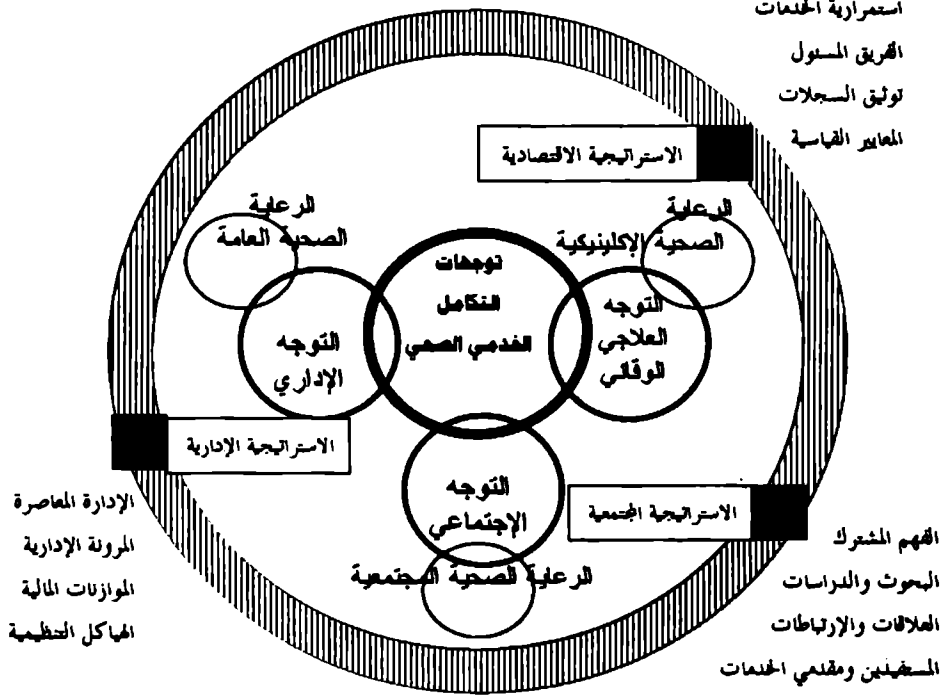 استمرارية الخدمات
الفريق المسئول
توثيق السجلات
المعايير القياسية
الاستراتيجية الاقتصادية
الرعاية
الصحية الإكلينيكية
الرعاية
الصحية العامة
توجهات
التكامل
الخدمي الصحي
التوجه
العلاجي
الوقائي
التوجه
الإداري
الاستراتيجية الإدارية
التوجه
الإجتماعي
الاستراتيجية المجتمعية
الرعاية الصحية المجتمعية
الإدارة المعاصرة
المرونة الإدارية
الموازنات المالية
الهياكل التنظيمية
الفهم المشترك
البحوث والدراسات
العلاقات والإرتباطات
المستفيدين ومقدمي الخدمات